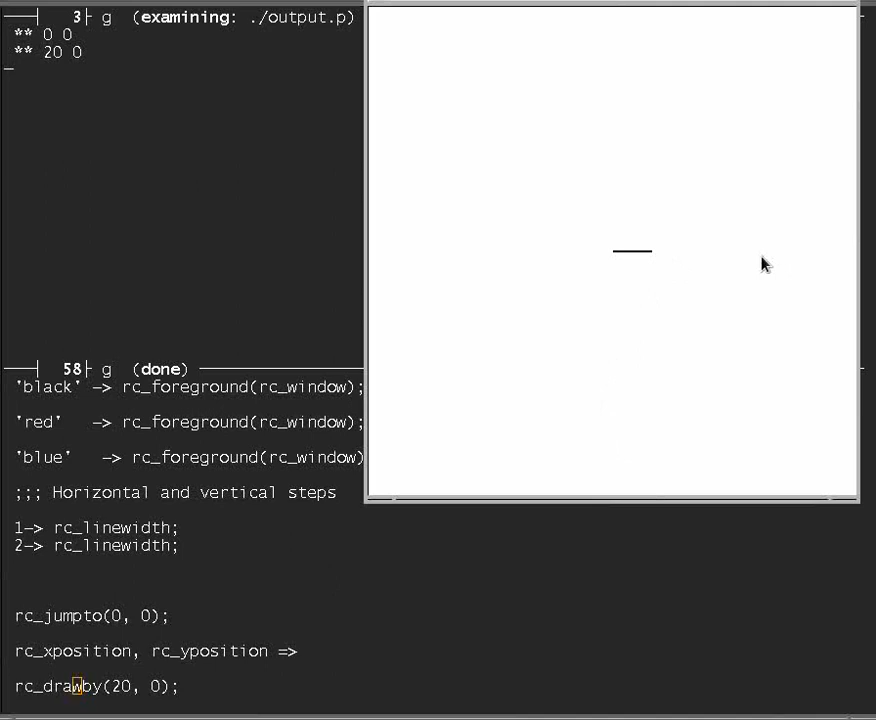 3 g (examining: ./output.p)
** 0 0
** 20 0
58 g (done)
'black' -> rc_foreground(rc_window);
'red' -> rc_foreground(rc_window);
'blue' -> rc_foreground(rc_window)
;;; Horizontal and vertical steps
1-> rc_linewidth;
2-> rc_linewidth;
rc_jumpto(0, 0);
rc_xposition, rc_yposition =>
rc_drawby(20, 0);